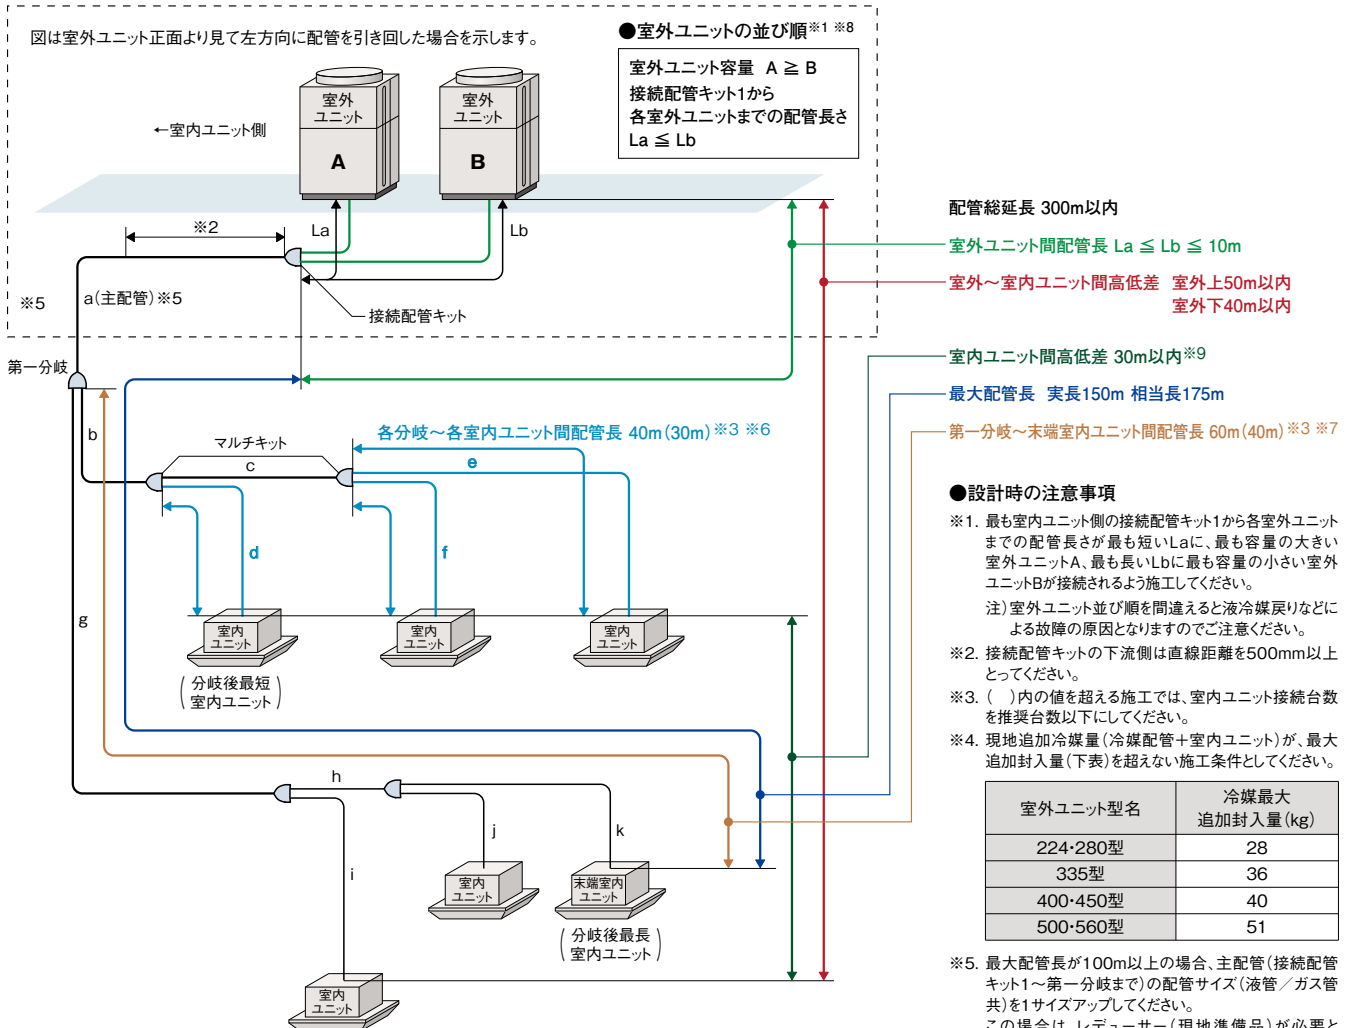 図は室外ユニット正面より見て左方向に配管を引き回した場合を示します。
●室外ユニットの並び順※1 ※8
室外ユニット容量 A ≧ B
接続配管キット1から
各室外ユニットまでの配管長さ
La ≦ Lb
←室内ユニット側
室外
ユニット
A
室外
ユニット
B
※2
La
Lb
※5
a(主配管)※5
接続配管キット
第一分岐
配管総延長 300m以内
室外ユニット間配管長 La ≦ Lb ≦ 10m
室外～室内ユニット間高低差 室外上50m以内
室外下40m以内
室内ユニット間高低差 30m以内※9
最大配管長 実長150m 相当長175m
第一分岐～末端室内ユニット間配管長 60m(40m)※3 ※7
b
マルチキット
c
各分岐～各室内ユニット間配管長 40m(30m)※3 ※6
e
d
f
g
室内
ユニット
室内
ユニット
室内
ユニット
(分岐後最短
室内ユニット)
h
i
j
k
室内
ユニット
末端室内
ユニット
(分岐後最長
室内ユニット)
室内
ユニット
●設計時の注意事項
※1. 最も室内ユニット側の接続配管キット1から各室外ユニット
までの配管長さが最も短いLaに、最も容量の大きい
室外ユニットA、最も長いLbに最も容量の小さい室外
ユニットBが接続されるよう施工してください。
注)室外ユニット並び順を間違えると液冷媒戻りなどに
よる故障の原因となりますのでご注意ください。
※2. 接続配管キットの下流側は直線距離を500mm以上
とってください。
※3. ( )内の値を超える施工では、室内ユニット接続台数
を推奨台数以下にしてください。
※4. 現地追加冷媒量(冷媒配管＋室内ユニット)が、最大
追加封入量(下表)を超えない施工条件としてください。
室外ユニット型名 冷媒最大
追加封入量(kg)
224・280型 28
335型 36
400・450型 40
500・560型 51
※5. 最大配管長が100m以上の場合、主配管(接続配管
キット1～第一分岐まで)の配管サイズ(液管／ガス管
共)を1サイズアップしてください。
この場合は、レデューサー(現地準備品)が必要と